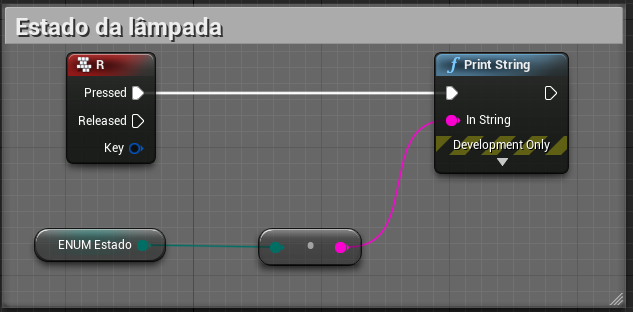 Estado da lâmpada
R
Pressed
Released
Key
f Print String
In String
Development Only
ENUM Estado